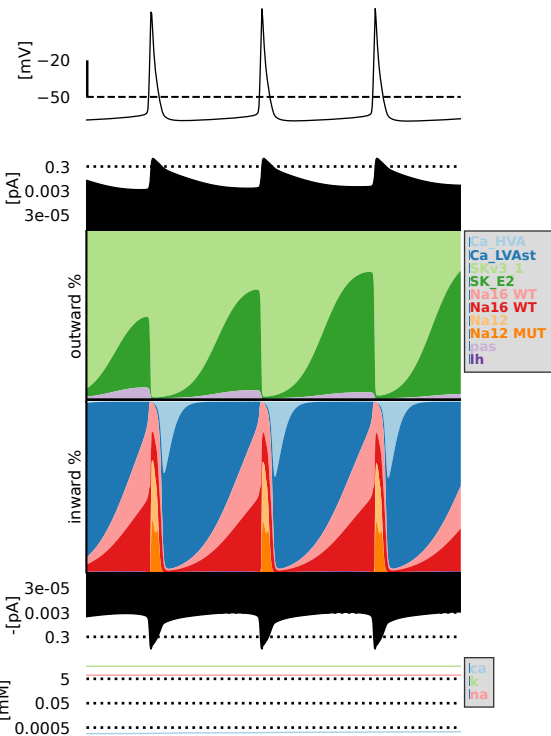 [mV]
−20
−50
[pA]
0.3
0.003
3e-05
outward %
Ca_HVA
Ca_LVAst
SKv3_1
SK_E2
Na16 WT
Na16 WT
Na12
Na12 MUT
pas
Ih
inward %
-[pA]
3e-05
0.003
0.3
[mM]
5
0.05
0.0005
ca
k
na